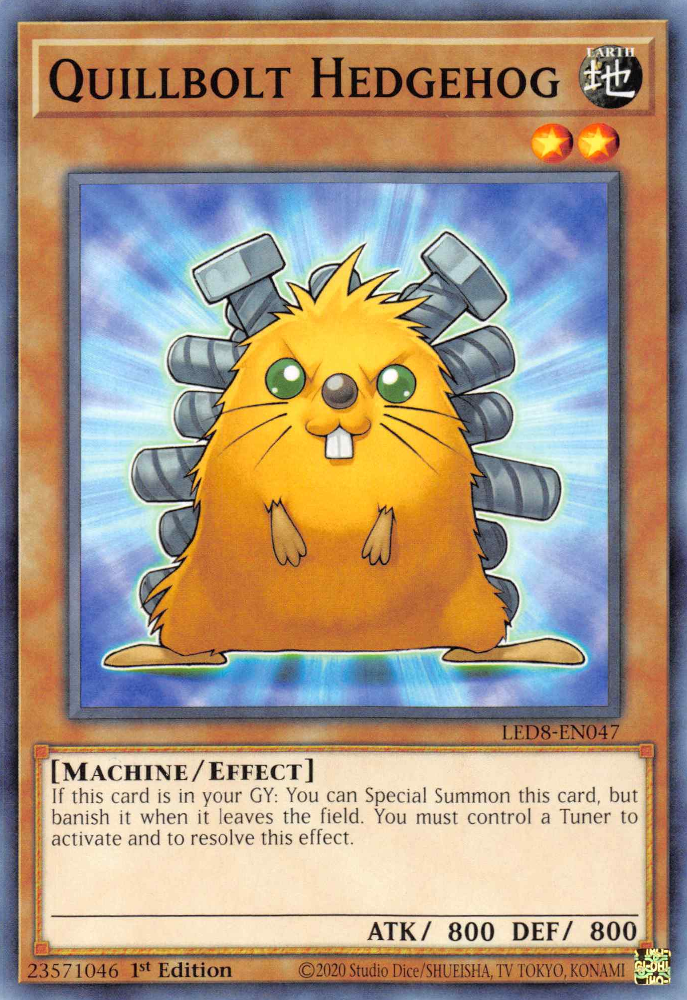 QUILLBOLT HEDGEHOG
EARTH
地
LED8-EN047
[MACHINE/EFFECT]
If this card is in your GY: You can Special Summon this card, but
banish it when it leaves the field. You must control a Tuner to
activate and to resolve this effect.
ATK/ 800 DEF/ 800
23571046 1st Edition ©2020 Studio Dice/SHUEISHA, TV TOKYO, KONAMI